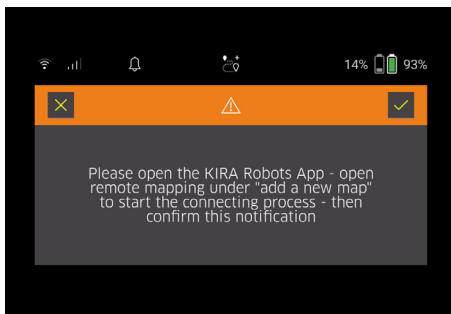 14% 93%
Please open the KIRA Robots App - open
remote mapping under "add a new map"
to start the connecting process - then
confirm this notification